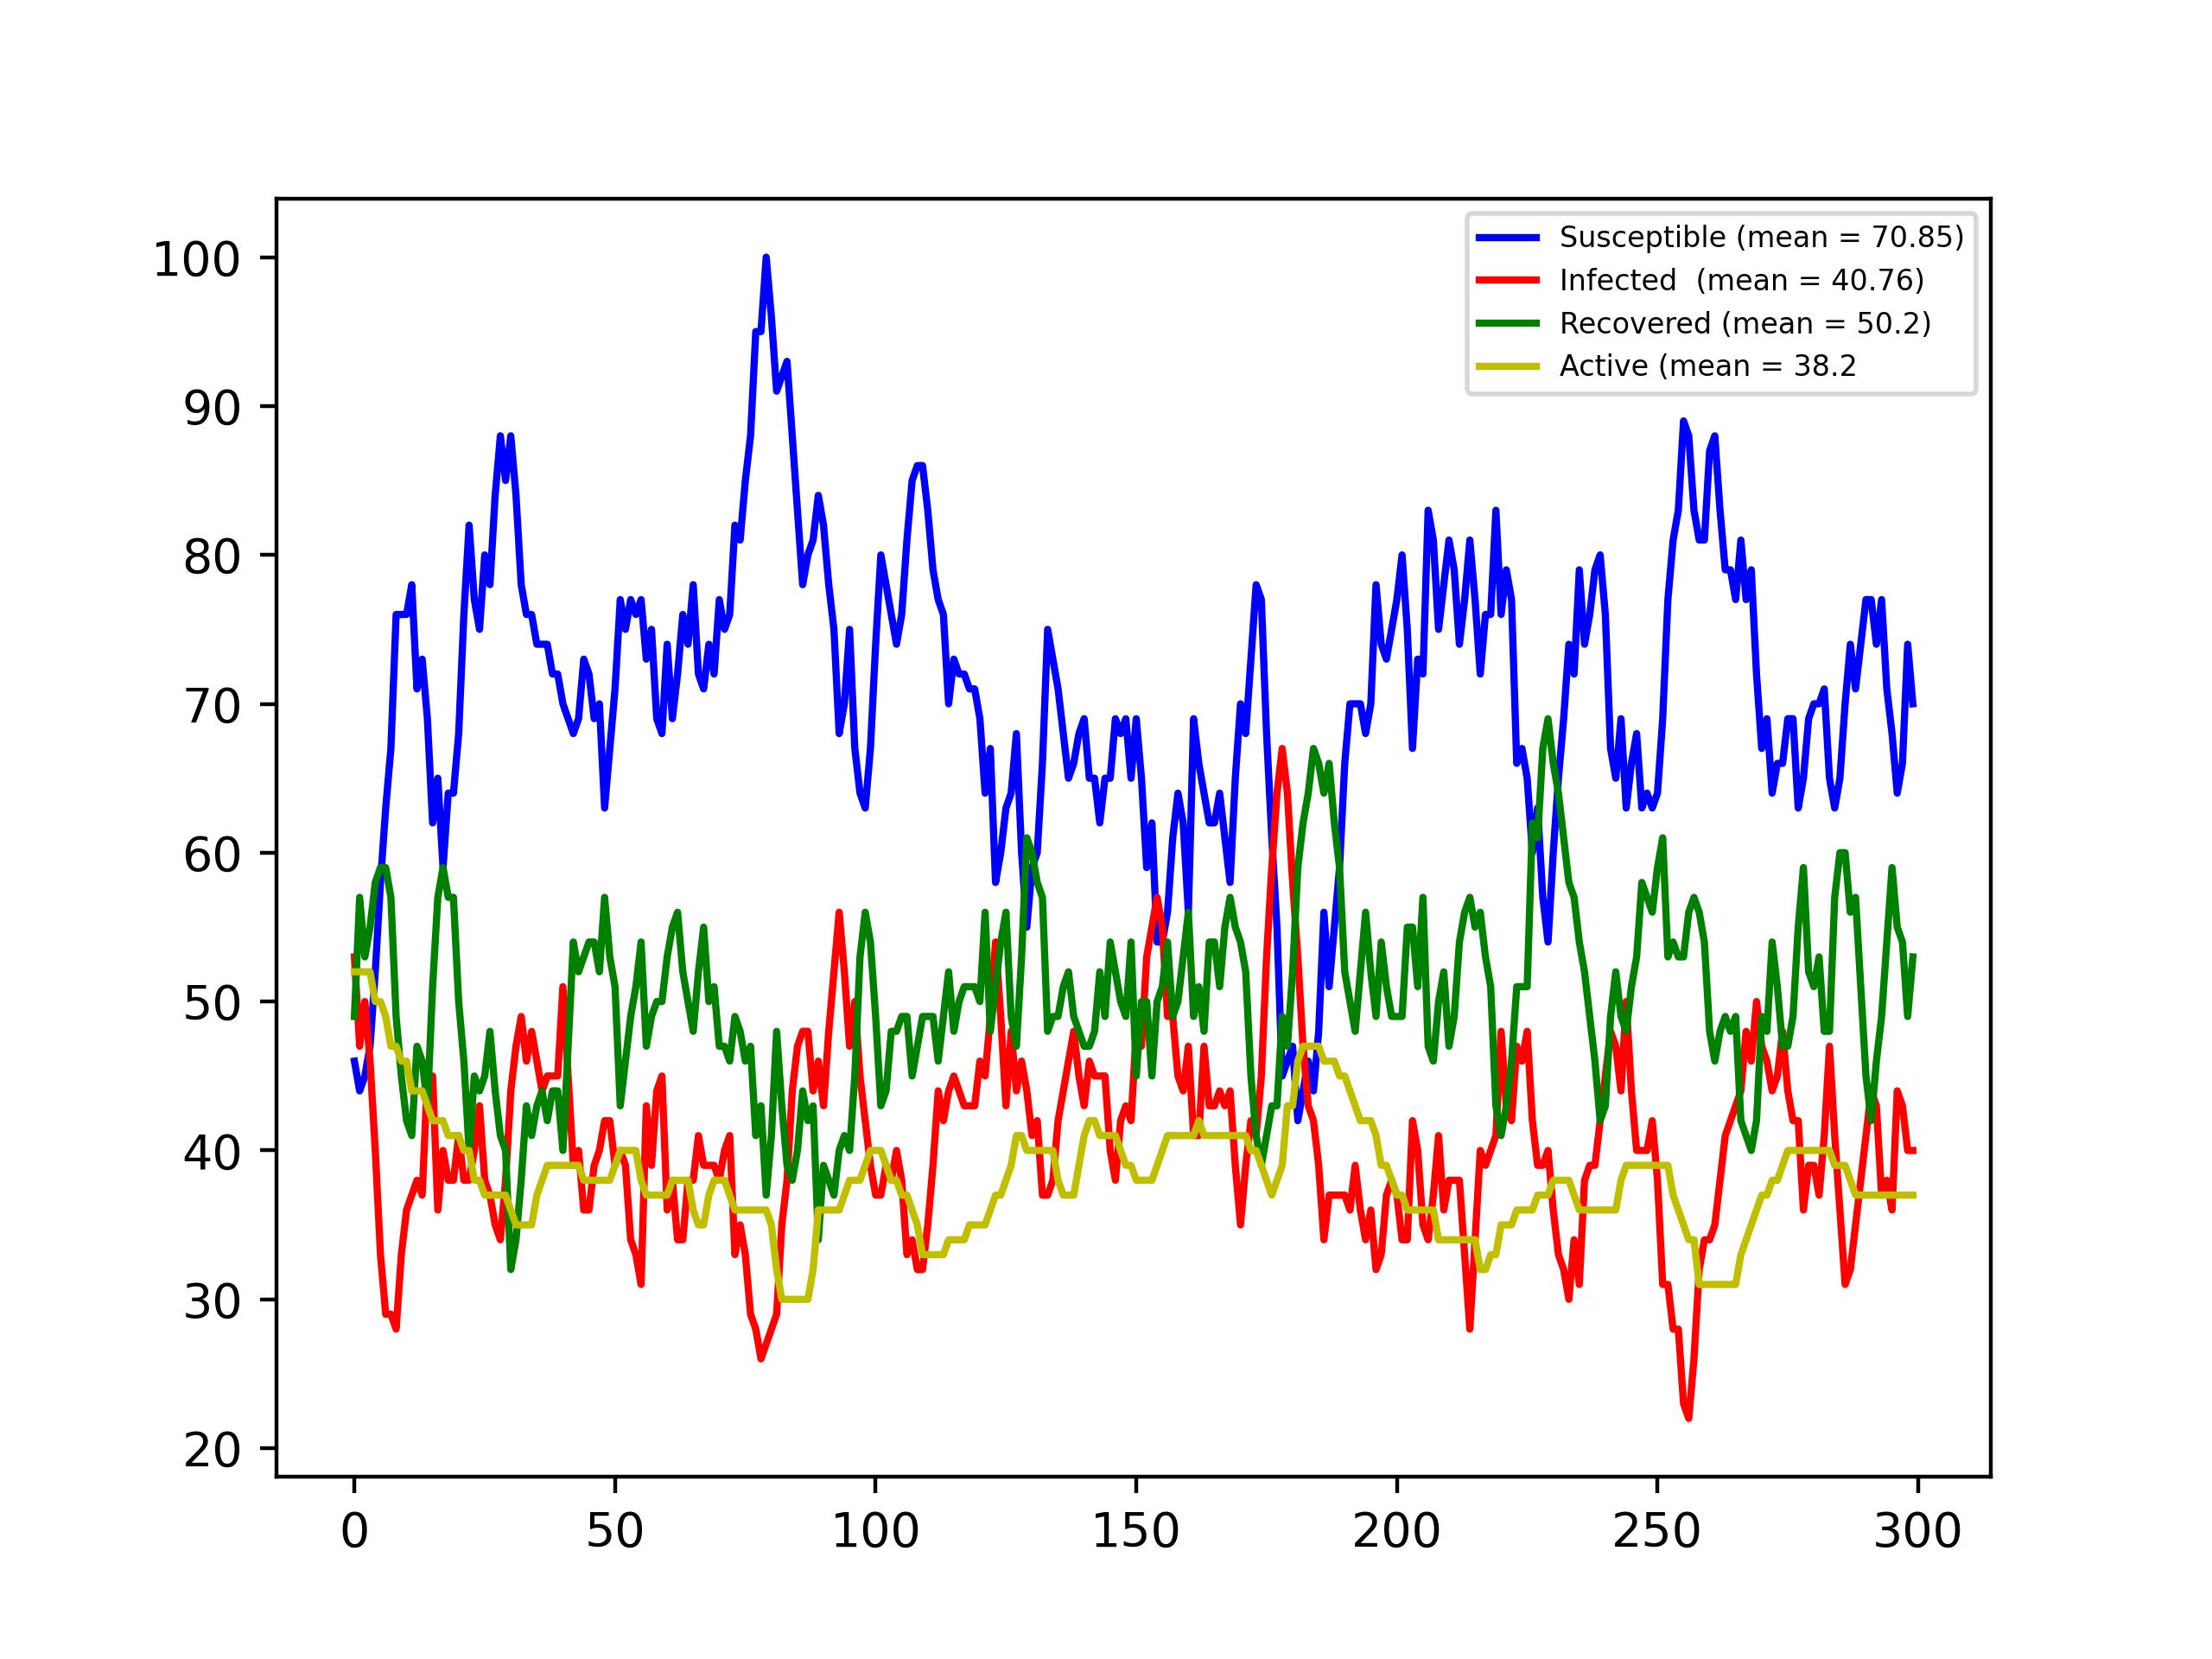 Susceptible (mean = 70.85)
Infected  (mean = 40.76)
Recovered (mean = 50.2)
Active (mean = 38.2
100
90
80
70
60
50
40
30
20
0 50 100 150 200 250 300